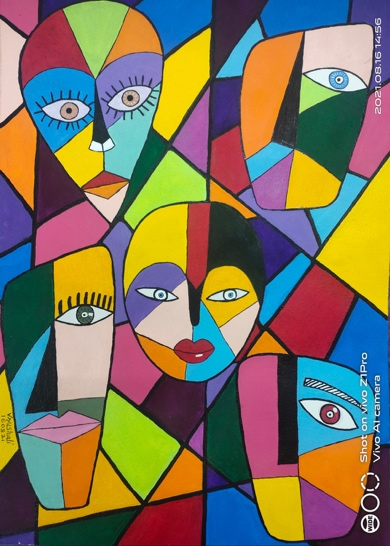 2021.08.16 14:56
Shot on vivo Z1Pro
Vivo AI camera